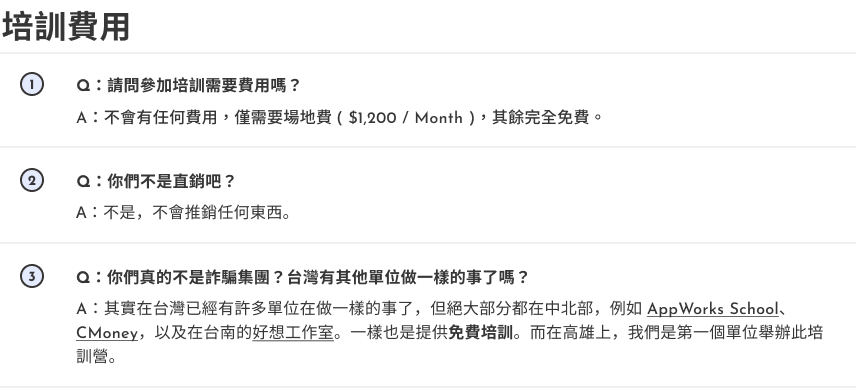 培訓費用
1
Q：請問參加培訓需要費用嗎？
A：不會有任何費用，僅需要場地費 ( $1,200 / Month )，其餘完全免費。
2
Q：你們不是直銷吧？
A：不是，不會推銷任何東西。
3
Q：你們真的不是詐騙集團？台灣有其他單位做一樣的事了嗎？
A：其實在台灣已經有許多單位在做一樣的事了，但絕大部分都在中北部，例如 AppWorks School、
CMoney，以及在台南的好想工作室。一樣也是提供免費培訓。而在高雄上，我們是第一個單位舉辦此培
訓營。